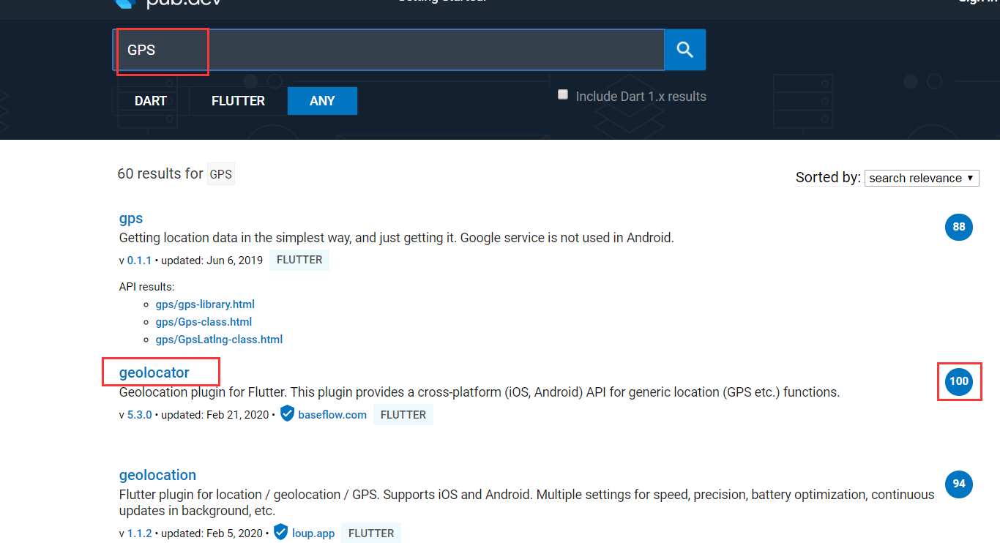 pub.dev
GPS
DART FLUTTER ANY
Include Dart 1.x results
60 results for GPS
Sorted by: search relevance
gps
88
Getting location data in the simplest way, and just getting it. Google service is not used in Android.
v 0.1.1 • updated: Jun 6, 2019 FLUTTER
API results:
gps/gps-library.html
gps/Gps-class.html
gps/GpsLatlng-class.html
geolocator
100
Geolocation plugin for Flutter. This plugin provides a cross-platform (iOS, Android) API for generic location (GPS etc.) functions.
v 5.3.0 • updated: Feb 21, 2020 • baseflow.com FLUTTER
geolocation
94
Flutter plugin for location / geolocation / GPS. Supports iOS and Android. Multiple settings for speed, precision, battery optimization, continuous
updates in background, etc.
v 1.1.2 • updated: Feb 5, 2020 • loup.app FLUTTER